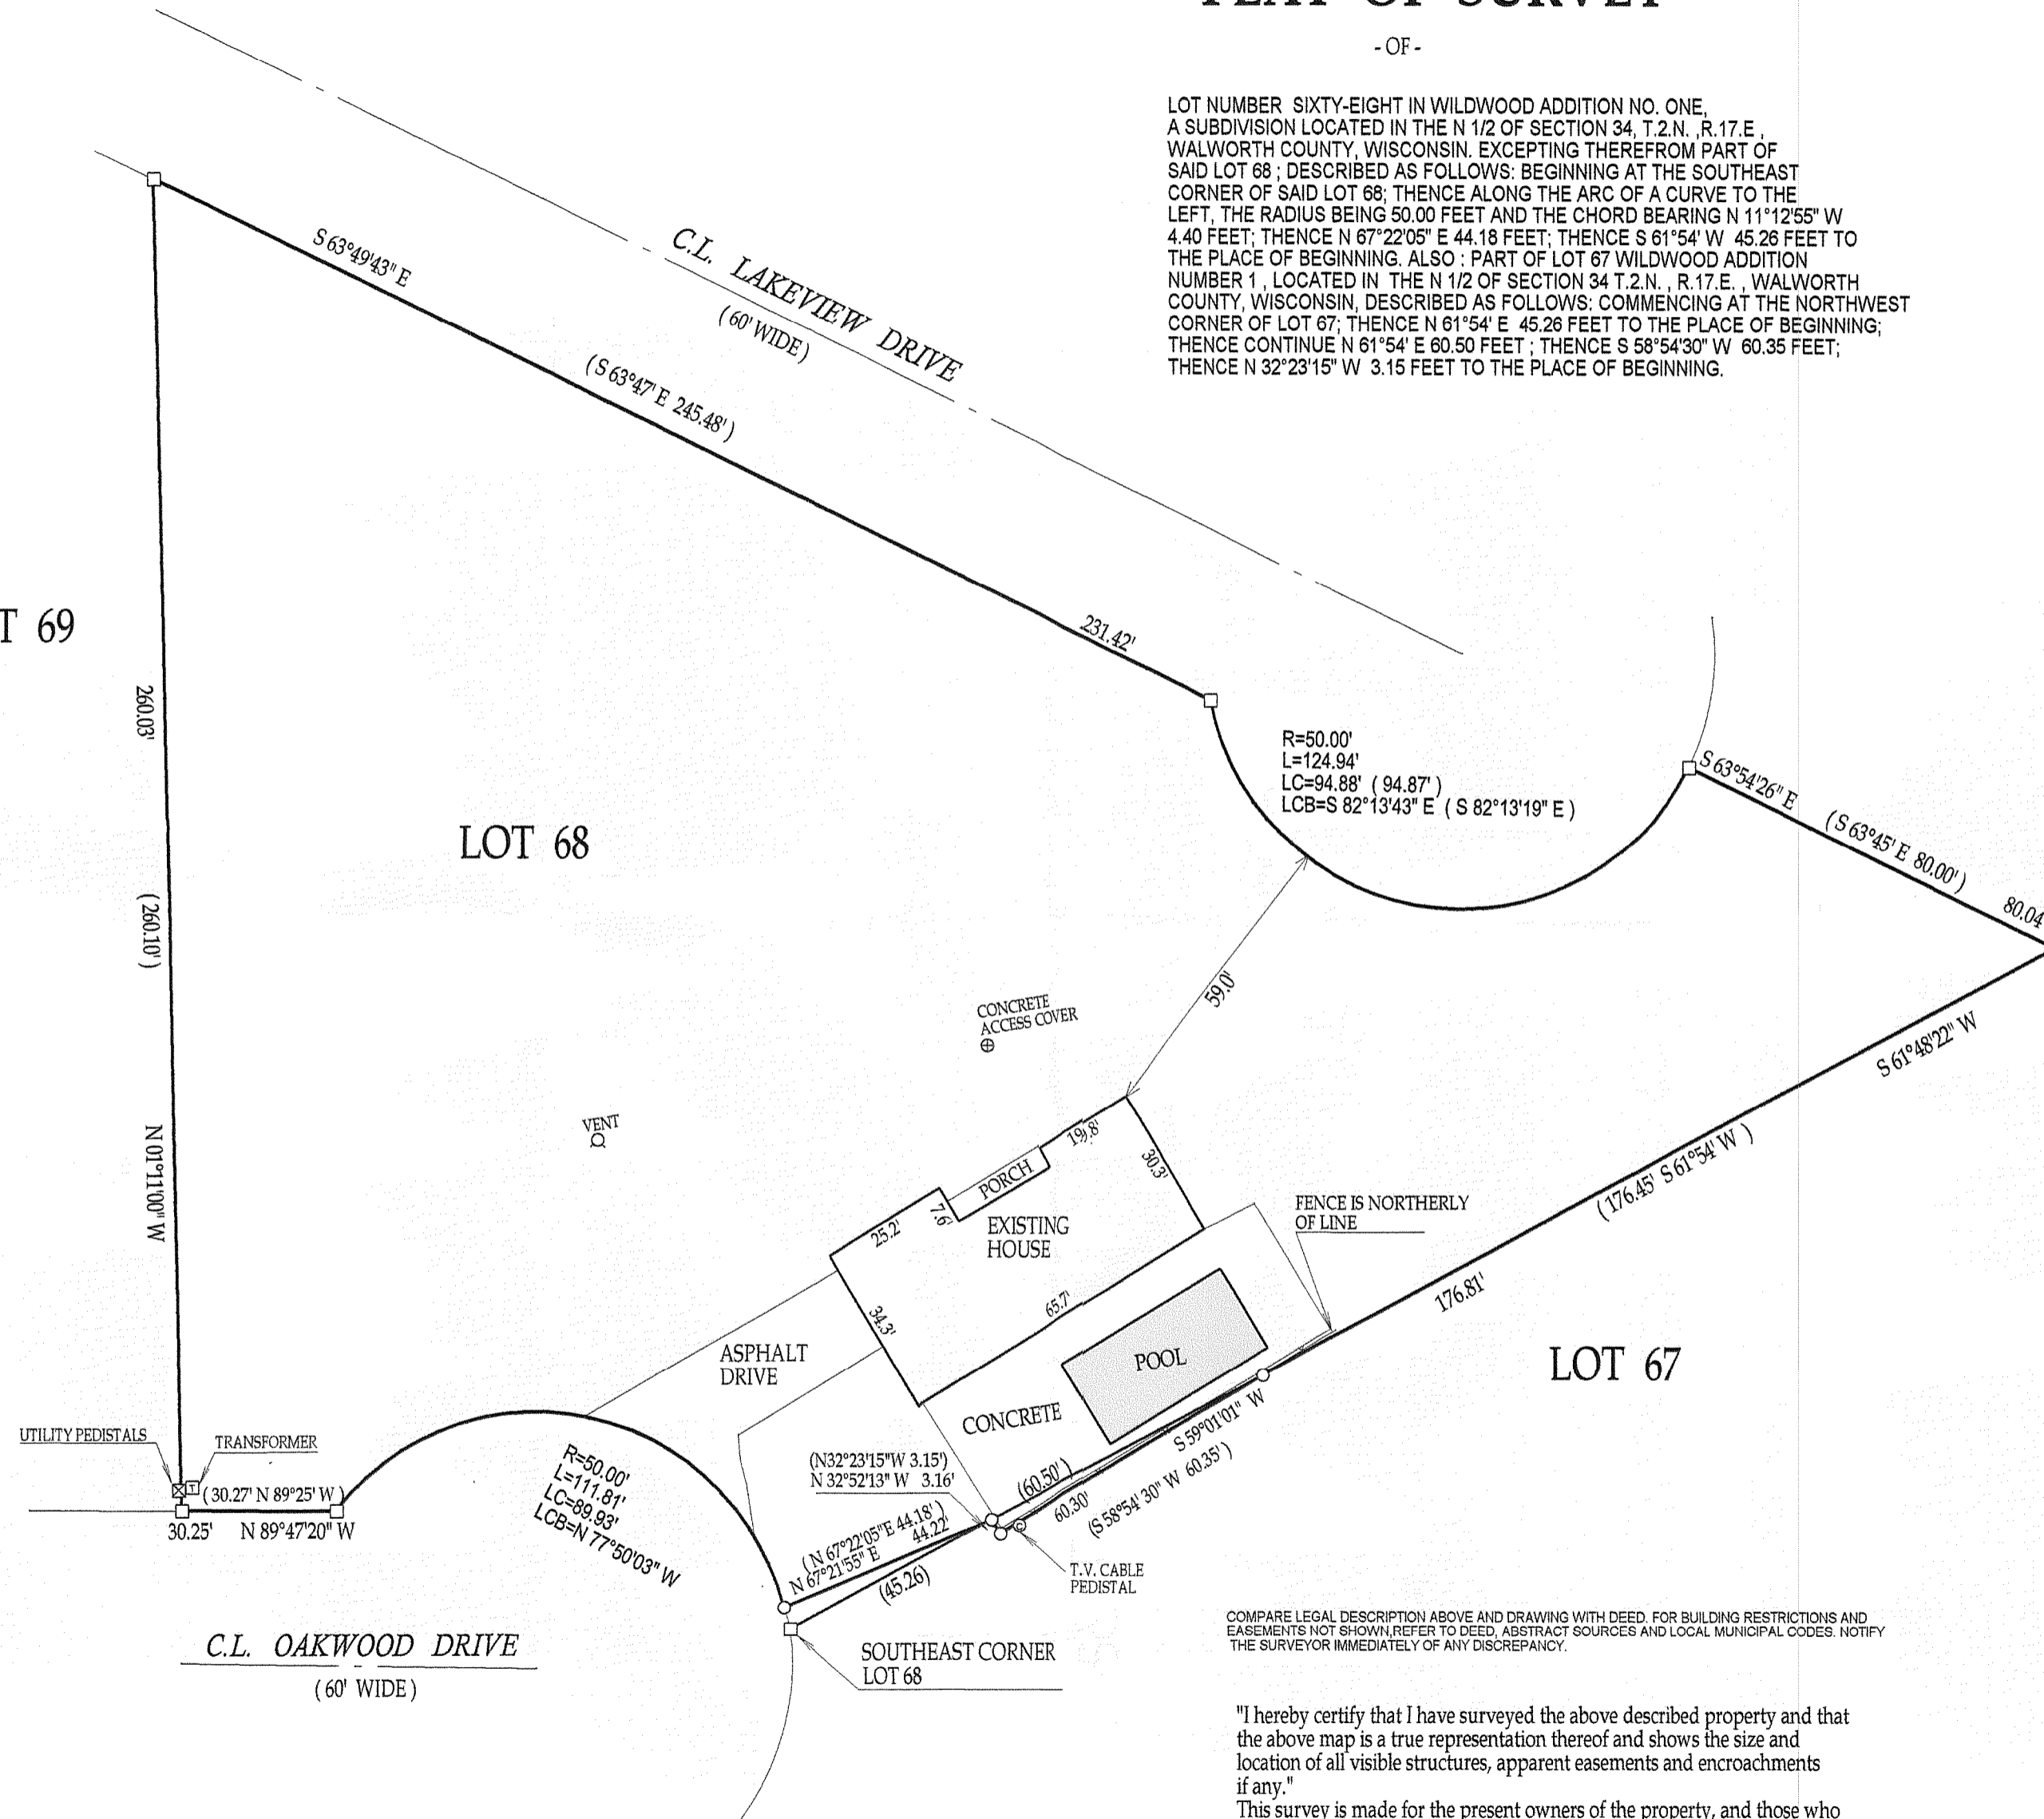 PLAT OF SURVEY
- OF -
LOT NUMBER SIXTY-EIGHT IN WILDWOOD ADDITION NO. ONE,
A SUBDIVISION LOCATED IN THE N 1/2 OF SECTION 34, T.2.N. ,R.17.E ,
WALWORTH COUNTY, WISCONSIN. EXCEPTING THEREFROM PART OF
SAID LOT 68 ; DESCRIBED AS FOLLOWS: BEGINNING AT THE SOUTHEAST
CORNER OF SAID LOT 68; THENCE ALONG THE ARC OF A CURVE TO THE
LEFT, THE RADIUS BEING 50.00 FEET AND THE CHORD BEARING N 11°12'55" W
4.40 FEET; THENCE N 67°22'05" E 44.18 FEET; THENCE S 61°54' W 45.26 FEET TO
THE PLACE OF BEGINNING. ALSO : PART OF LOT 67 WILDWOOD ADDITION
NUMBER 1 , LOCATED IN THE N 1/2 OF SECTION 34 T.2.N. , R.17.E. , WALWORTH
COUNTY, WISCONSIN, DESCRIBED AS FOLLOWS: COMMENCING AT THE NORTHWEST
CORNER OF LOT 67; THENCE N 61°54' E 45.26 FEET TO THE PLACE OF BEGINNING;
THENCE CONTINUE N 61°54' E 60.50 FEET ; THENCE S 58°54'30" W 60.35 FEET;
THENCE N 32°23'15" W 3.15 FEET TO THE PLACE OF BEGINNING.
C.L. LAKEVIEW DRIVE
( 60' WIDE )
S 63°49'43" E
( S 63°47' E 245.48' )
231.42'
T 69
260.03'
( 260.10' )
N 01°11'00" W
LOT 68
R=50.00'
L=124.94'
LC=94.88' ( 94.87' )
LCB=S 82°13'43" E ( S 82°13'19" E )
S 63°54'26" E
( S 63°45' E 80.00' )
80.04
S 61°48'22" W
( 176.45' S 61°54' W )
176.81'
59.0'
CONCRETE
ACCESS COVER
VENT
19.8'
30.3'
PORCH
7.6'
25.2'
EXISTING
HOUSE
65.7'
34.3'
FENCE IS NORTHERLY
OF LINE
POOL
CONCRETE
ASPHALT
DRIVE
LOT 67
UTILITY PEDISTALS
TRANSFORMER
T
( 30.27' N 89°25' W )
30.25' N 89°47'20" W
R=50.00'
L=111.81'
LC=89.93'
LCB=N 77°50'03" W
(N32°23'15"W 3.15')
N 32°52'13" W 3.16'
(60.50')
S 59°01'01" W
60.30'
(S 58°54' 30" W 60.35')
( N 67°22'05"E 44.18' )
N 67°21'55" E 44.22'
(45.26)
T.V. CABLE
PEDISTAL
SOUTHEAST CORNER
LOT 68
C.L. OAKWOOD DRIVE
( 60' WIDE )
COMPARE LEGAL DESCRIPTION ABOVE AND DRAWING WITH DEED. FOR BUILDING RESTRICTIONS AND
EASEMENTS NOT SHOWN,REFER TO DEED, ABSTRACT SOURCES AND LOCAL MUNICIPAL CODES. NOTIFY
THE SURVEYOR IMMEDIATELY OF ANY DISCREPANCY.
"I hereby certify that I have surveyed the above described property and that
the above map is a true representation thereof and shows the size and
location of all visible structures, apparent easements and encroachments
if any."
This survey is made for the present owners of the property, and those who